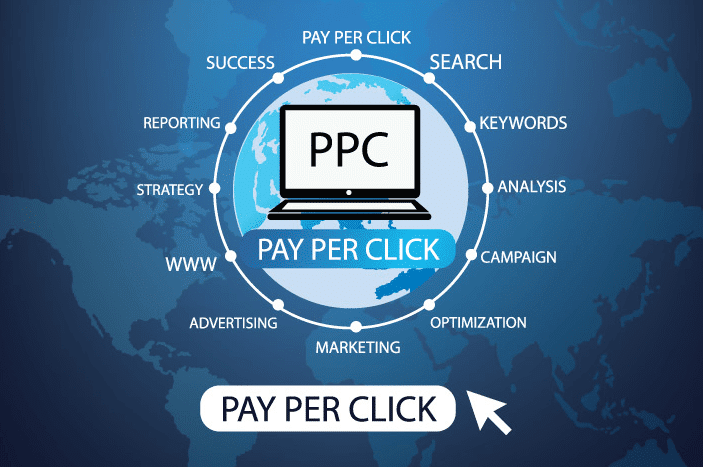 PAY PER CLICK
SUCCESS
SEARCH
REPORTING
KEYWORDS
PPC
STRATEGY
ANALYSIS
PAY PER CLICK
WWW
CAMPAIGN
ADVERTISING
OPTIMIZATION
MARKETING
PAY PER CLICK